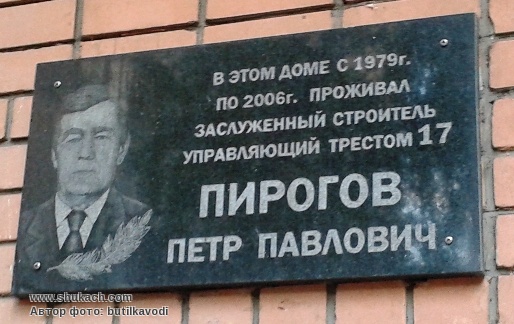 В ЭТОМ ДОМЕ С 1979г.
ПО 2006г. ПРОЖИВАЛ
ЗАСЛУЖЕННЫЙ СТРОИТЕЛЬ
УПРАВЛЯЮЩИЙ ТРЕСТОМ 17
ПИРОГОВ
ПЕТР ПАВЛОВИЧ
www.shukach.com
Автор фото: butilkavodi